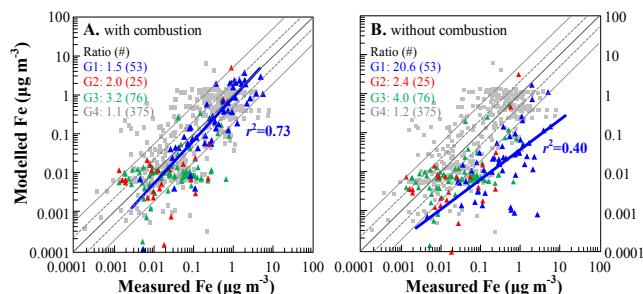 A. with combustion
Ratio (#)
G1: 1.5 (53)
G2: 2.0 (25)
G3: 3.2 (76)
G4: 1.1 (375)
r²=0.73
100
10
1
0.1
0.01
0.001
0.0001
0.0001
0.001
0.01
0.1
1
10
100
Modelled Fe (µg m⁻³)
Measured Fe (µg m⁻³)
B. without combustion
Ratio (#)
G1: 20.6 (53)
G2: 2.4 (25)
G3: 4.0 (76)
G4: 1.2 (375)
r²=0.40
100
10
1
0.1
0.01
0.001
0.0001
0.0001
0.001
0.01
0.1
1
10
100
Measured Fe (µg m⁻³)